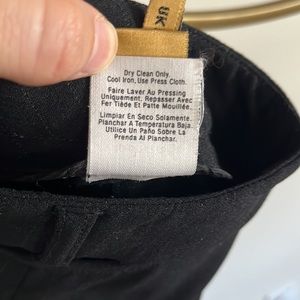 UK
Dry Clean Only
Cool Iron, Use Press Cloth.
Faire Laver Au Pressing
Uniquement. Repasser Avec
Fer Tiède Et Patte Mouillée.
Limpiar En Seco Solamente.
Planchar A Temperatura Baja.
Utilice Un Paño Sobre La
Prenda Al Planchar.